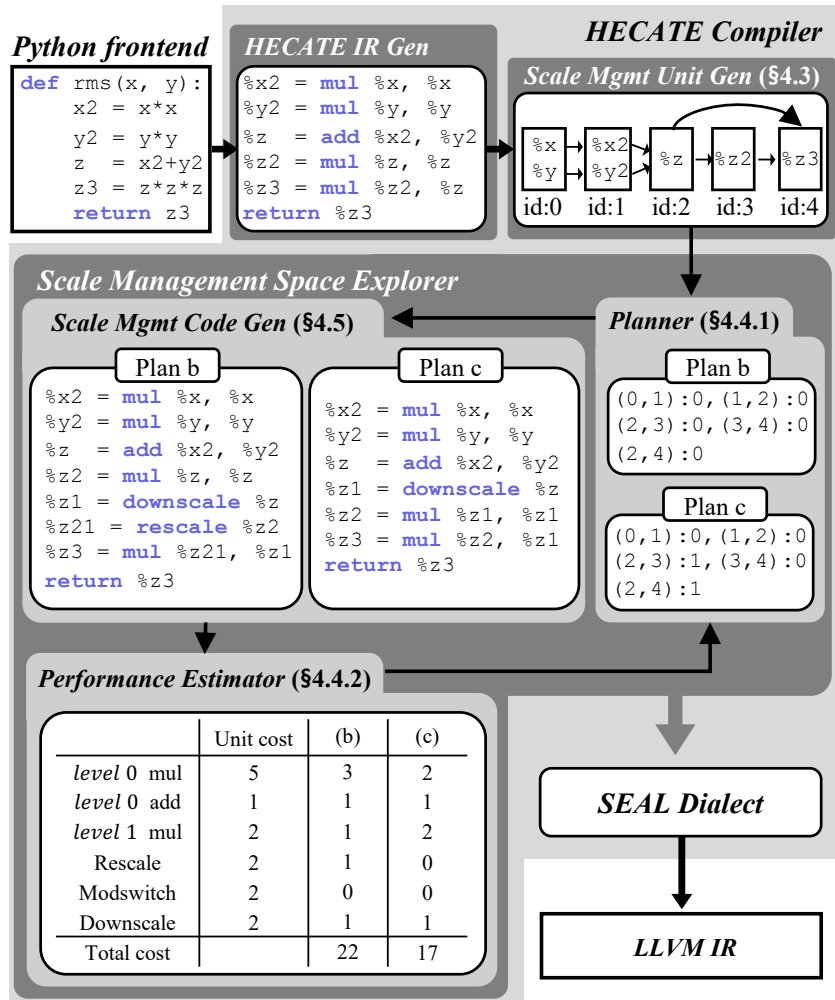 HECATE Compiler
Python frontend
def rms(x, y):
x2 = x*x
y2 = y*y
z = x2+y2
z3 = z*z*z
return z3
HECATE IR Gen
%x2 = mul %x, %x
%y2 = mul %y, %y
%z = add %x2, %y2
%z2 = mul %z, %z
%z3 = mul %z2, %z
return %z3
Scale Mgmt Unit Gen (§4.3)
%x %x2 %z %z2 %z3
%y %y2
id:0 id:1 id:2 id:3 id:4
Scale Management Space Explorer
Scale Mgmt Code Gen (§4.5)
Plan b
%x2 = mul %x, %x
%y2 = mul %y, %y
%z = add %x2, %y2
%z2 = mul %z, %z
%z1 = downscale %z
%z21 = rescale %z2
%z3 = mul %z21, %z1
return %z3
Plan c
%x2 = mul %x, %x
%y2 = mul %y, %y
%z = add %x2, %y2
%z1 = downscale %z
%z2 = mul %z1, %z1
%z3 = mul %z2, %z1
return %z3
Planner (§4.4.1)
Plan b
(0,1):0,(1,2):0
(2,3):0,(3,4):0
(2,4):0
Plan c
(0,1):0,(1,2):0
(2,3):1,(3,4):0
(2,4):1
Performance Estimator (§4.4.2)
Unit cost (b) (c)
level 0 mul 5 3 2
level 0 add 1 1 1
level 1 mul 2 1 2
Rescale 2 1 0
Modswitch 2 0 0
Downscale 2 1 1
Total cost 22 17
SEAL Dialect
LLVM IR